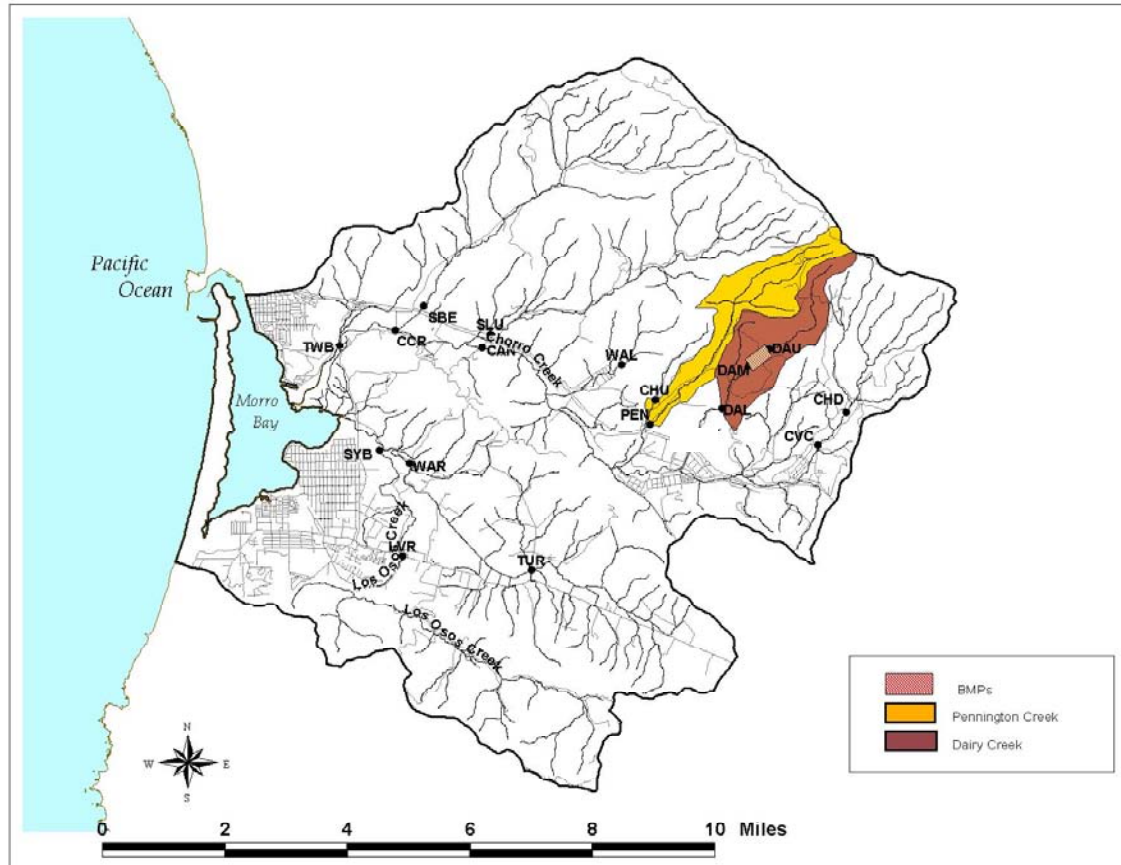 Pacific
Ocean
Morro
Bay
TWB
CCR
SBE
SLU
CAN
Chorro Creek
WAL
CHU
PEN
DAU
DAM
DAL
CHD
CVC
SYB
WAR
LVR
Los Osos Creek
TUR
Los Osos Creek
BMPs
Pennington Creek
Dairy Creek
N
W E
S
0 2 4 6 8 10 Miles